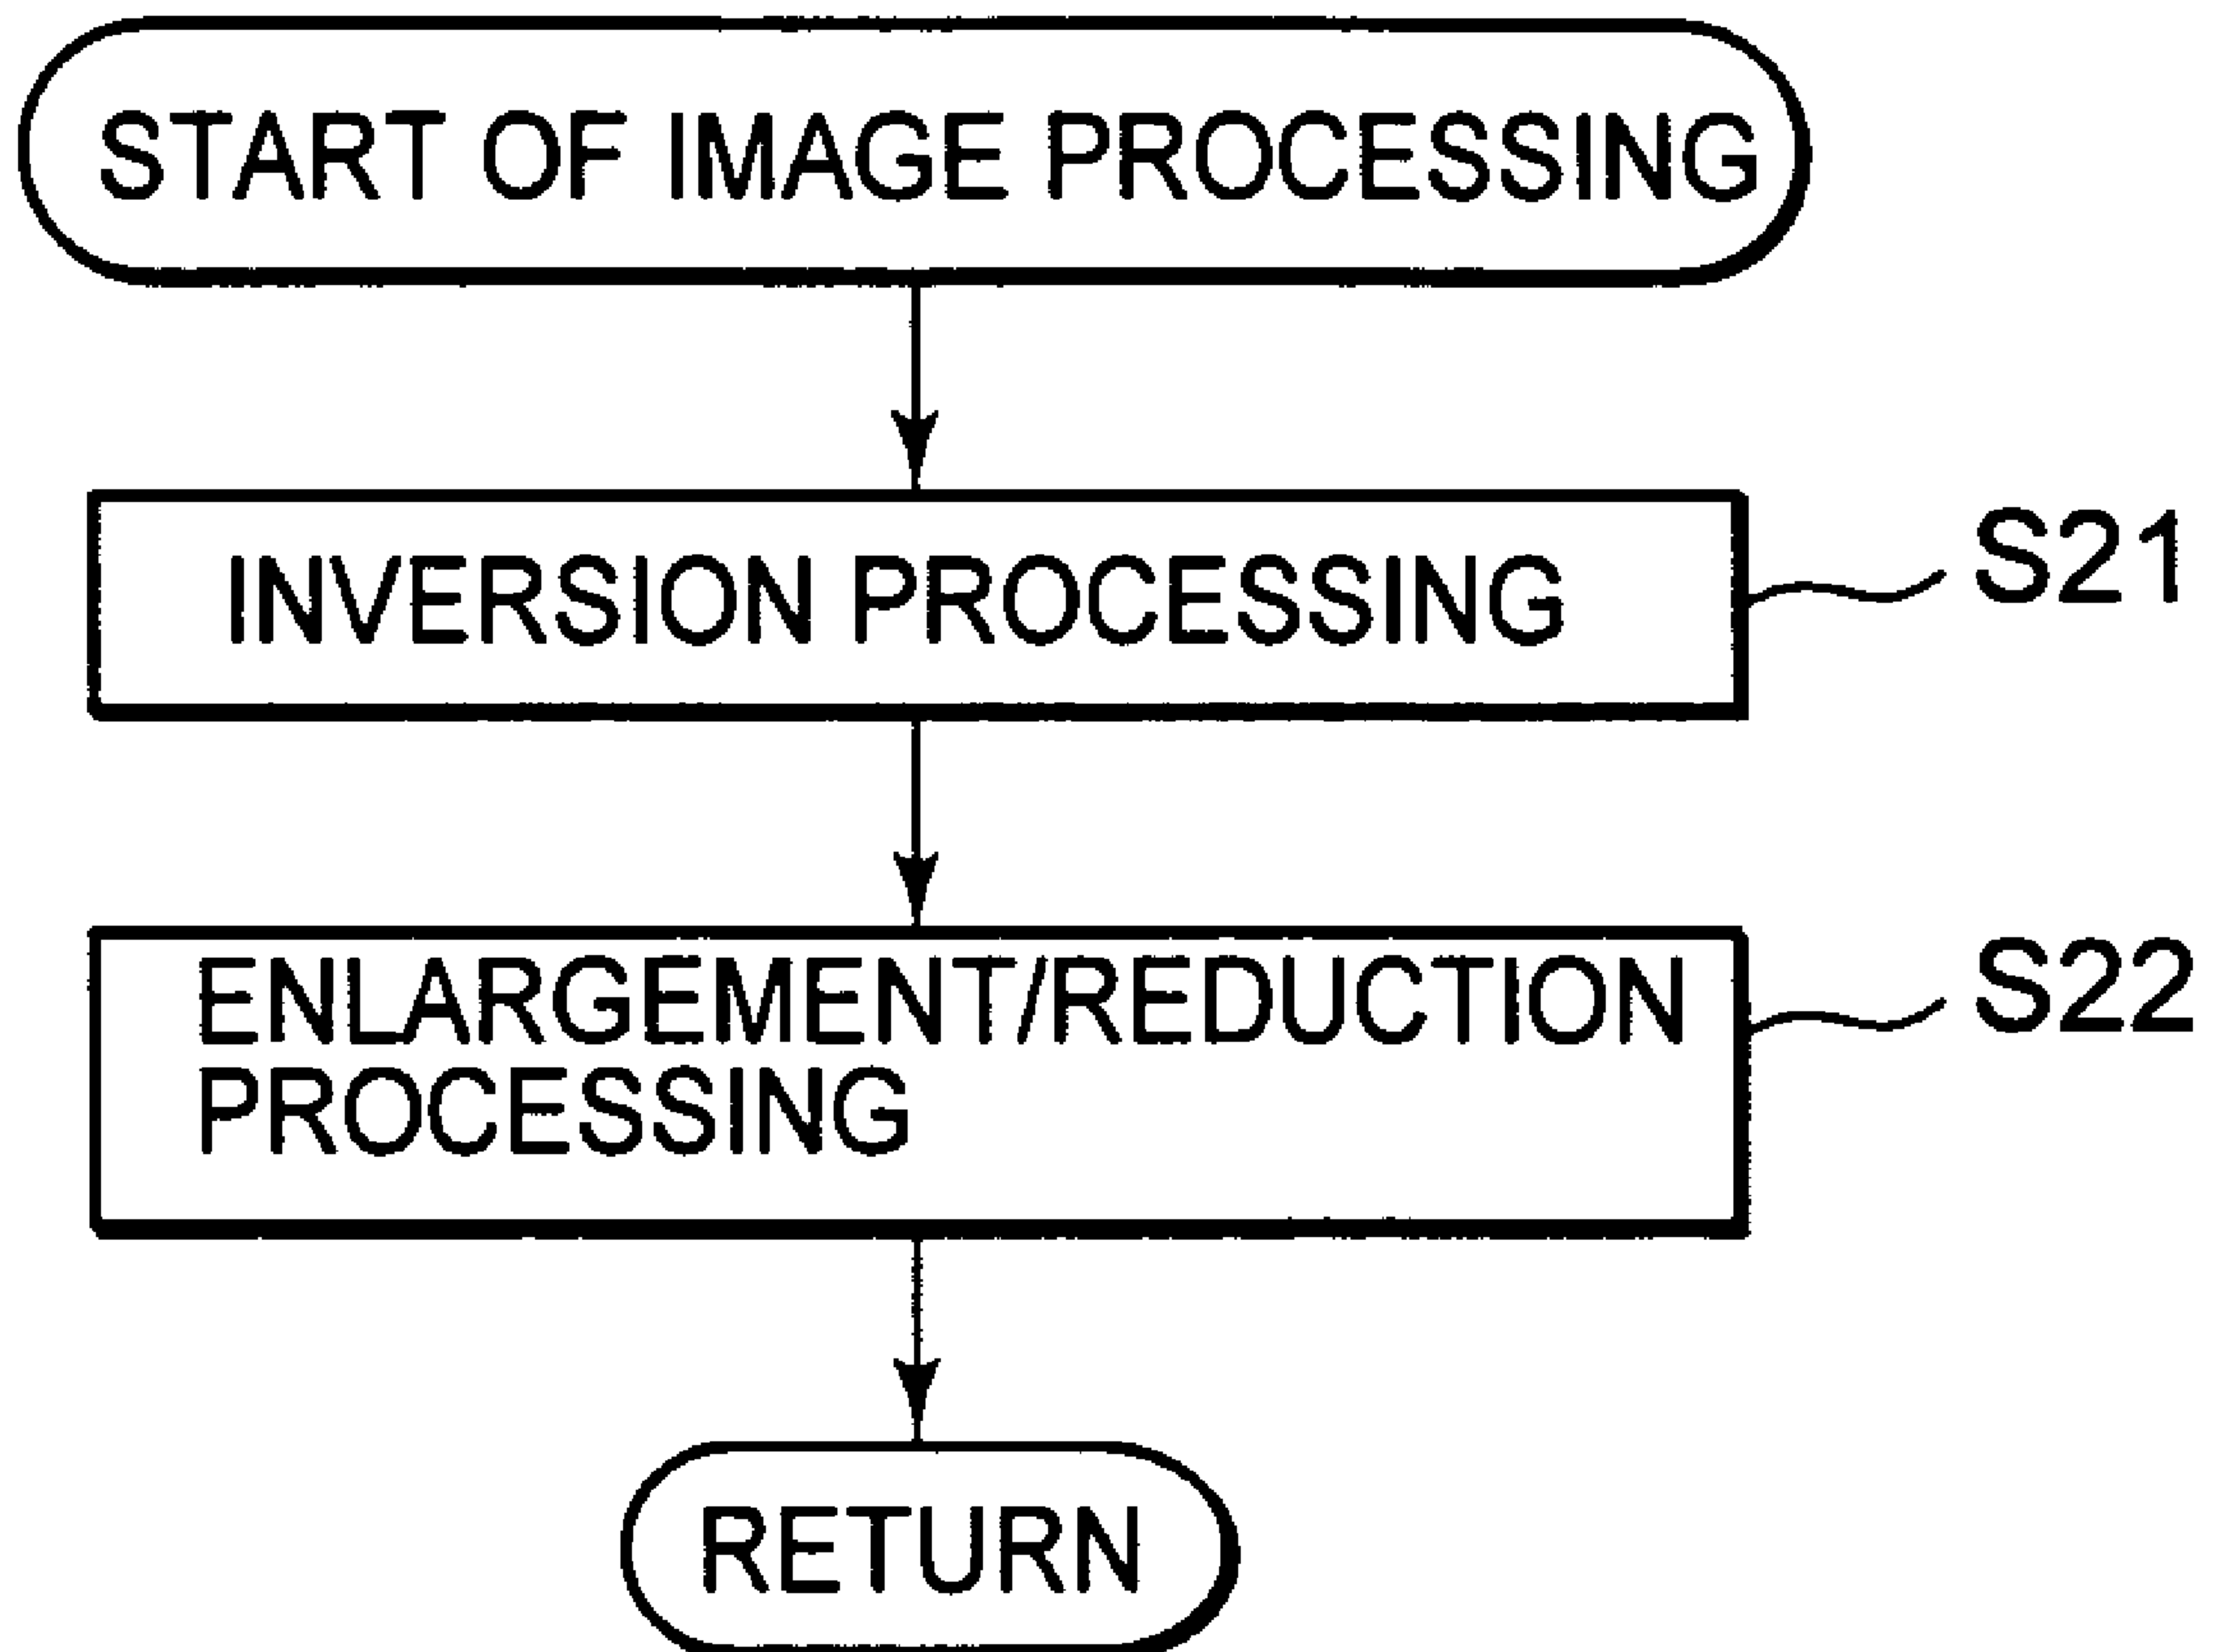 START OF IMAGE PROCESSING
INVERSION PROCESSING
S21
ENLARGEMENT/REDUCTION
PROCESSING
S22
RETURN